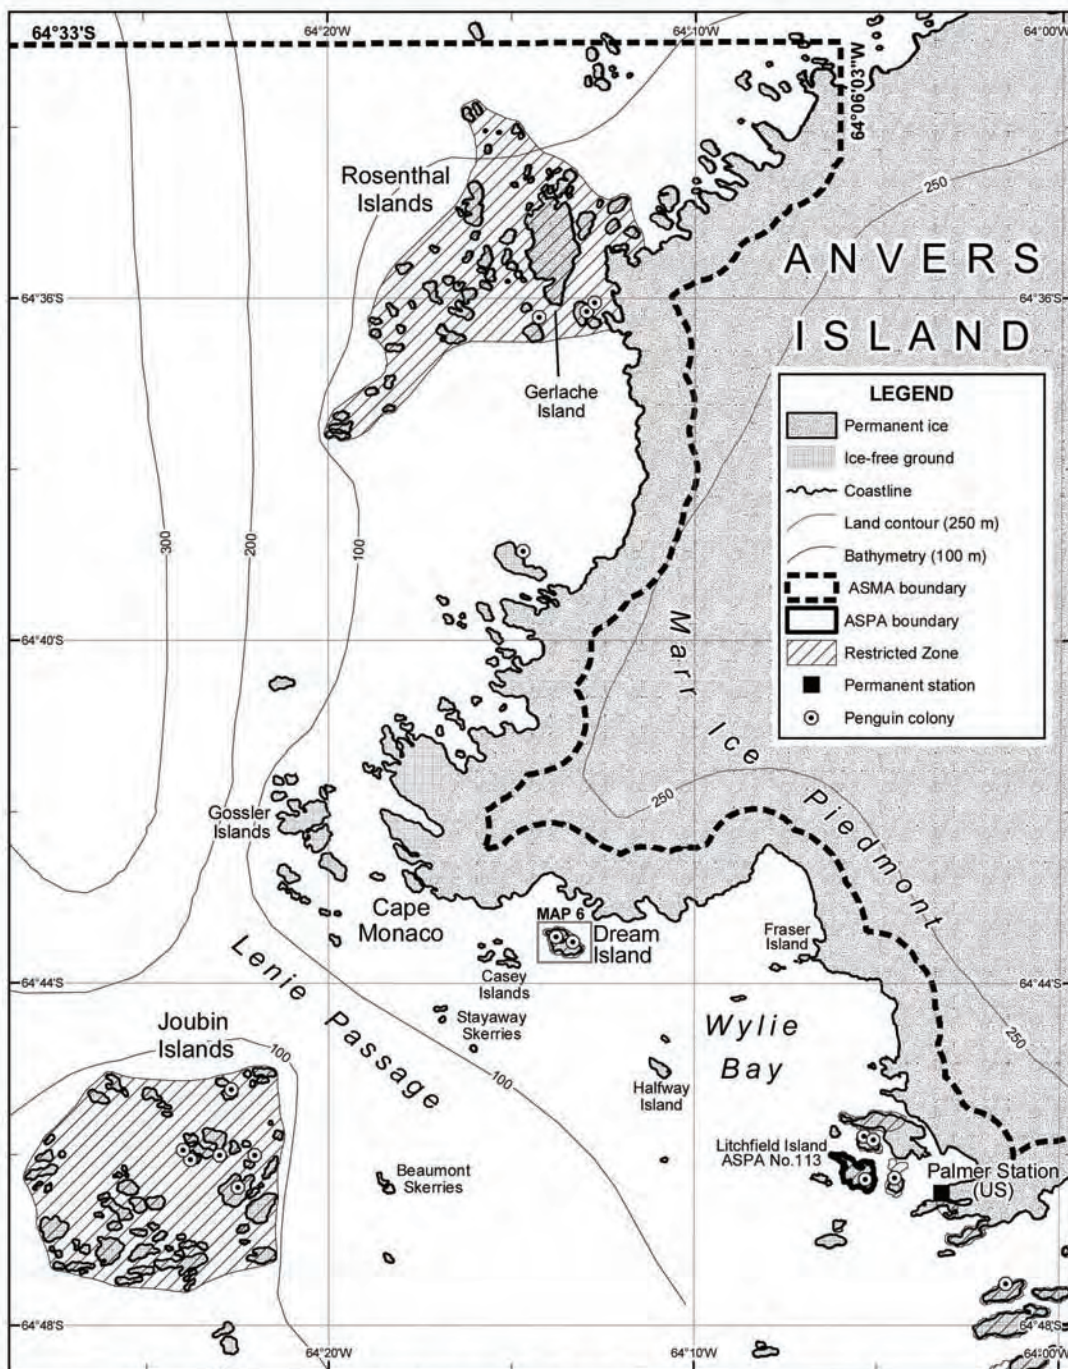 64°20'W
64°10'W
64°00'W
64°33'S
64°06'03"W
Rosenthal
Islands
250
ANVERS
ISLAND
64°36'S
64°36'S
Gerlache
Island
LEGEND
Permanent ice
Ice-free ground
Coastline
Land contour (250 m)
Bathymetry (100 m)
ASMA boundary
ASPA boundary
Restricted Zone
Permanent station
Penguin colony
300
200
100
64°40'S
Marr Ice Piedmont
250
Gossler
Islands
Cape
Monaco
MAP 6
Dream
Island
Fraser
Island
Casey
Islands
64°44'S
64°44'S
Lenie Passage
Stayaway
Skerries
Wylie
Bay
250
Joubin
Islands
100
100
Halfway
Island
Litchfield Island
ASPA No.113
Beaumont
Skerries
Palmer Station
(US)
64°48'S
64°48'S
64°20'W
64°10'W
64°00'W